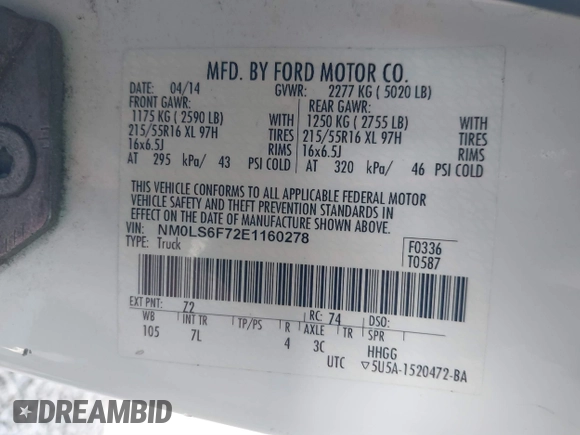 MFD. BY FORD MOTOR CO.
DATE: 04/14 GVWR: 2277 KG (5020 LB)
FRONT GAWR: REAR GAWR:
1175 KG (2590 LB) WITH 1250 KG (2755 LB) WITH
215/55R16 XL 97H TIRES 215/55R16 XL 97H TIRES
16x6.5J RIMS 16x6.5J RIMS
AT 295 kPa/ 43 PSI COLD AT 320 kPa/ 46 PSI COLD
THIS VEHICLE CONFORMS TO ALL APPLICABLE FEDERAL MOTOR
VEHICLE SAFETY AND THEFT PREVENTION STANDARDS IN
EFFECT ON THE DATE OF MANUFACTURE SHOWN ABOVE.
VIN: NM0LS6F72E1160278
TYPE: Truck
F0336
T0587
EXT PNT: 72 RC: 74 DSO:
WB INT TR TP/PS R AXLE TR SPR
105 7L 4 3C HHGG
UTC ▽5U5A-1520472-BA
DREAMBID